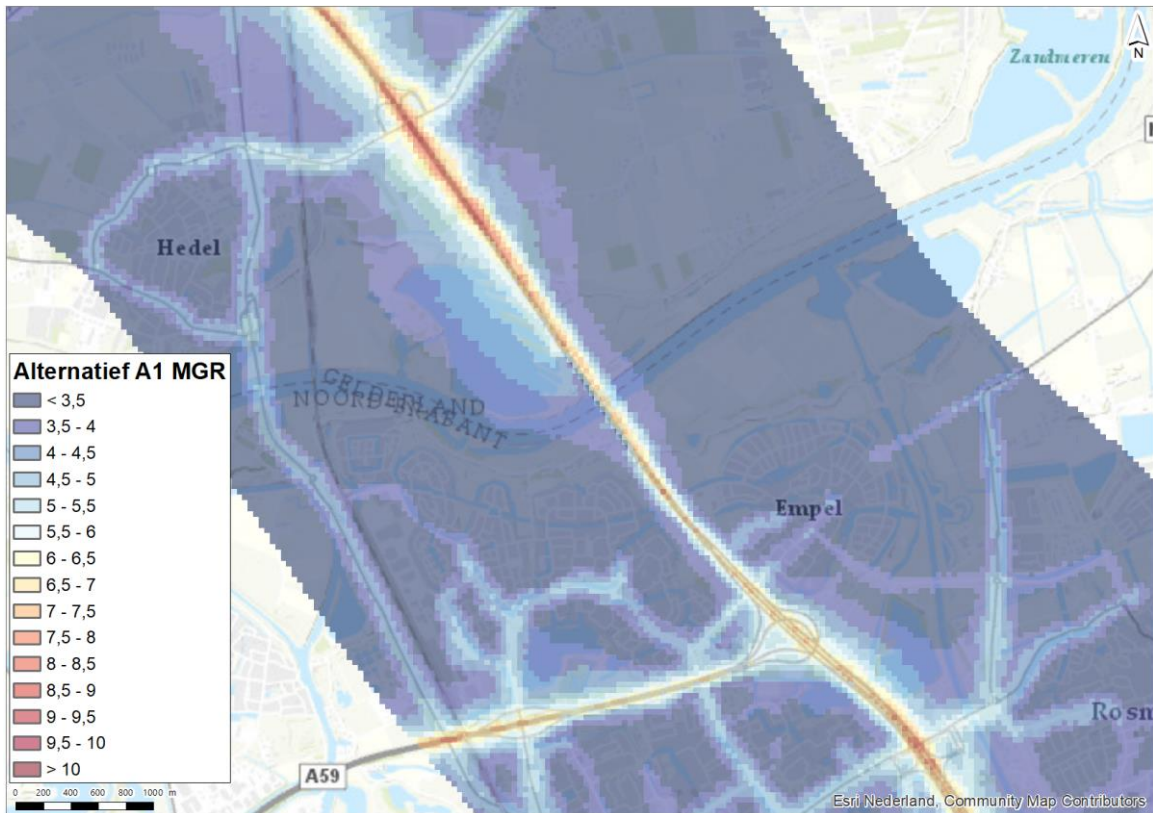 Zandmeren
N
Hedel
Alternatief A1 MGR
< 3,5
3,5 - 4
4 - 4,5
4,5 - 5
5 - 5,5
5,5 - 6
6 - 6,5
6,5 - 7
7 - 7,5
7,5 - 8
8 - 8,5
8,5 - 9
9 - 9,5
9,5 - 10
> 10
0 200 400 600 800 1000 m
GELDERLAND
NOORD-BRABANT
Empel
Rosm
A59
Esri Nederland, Community Map Contributors